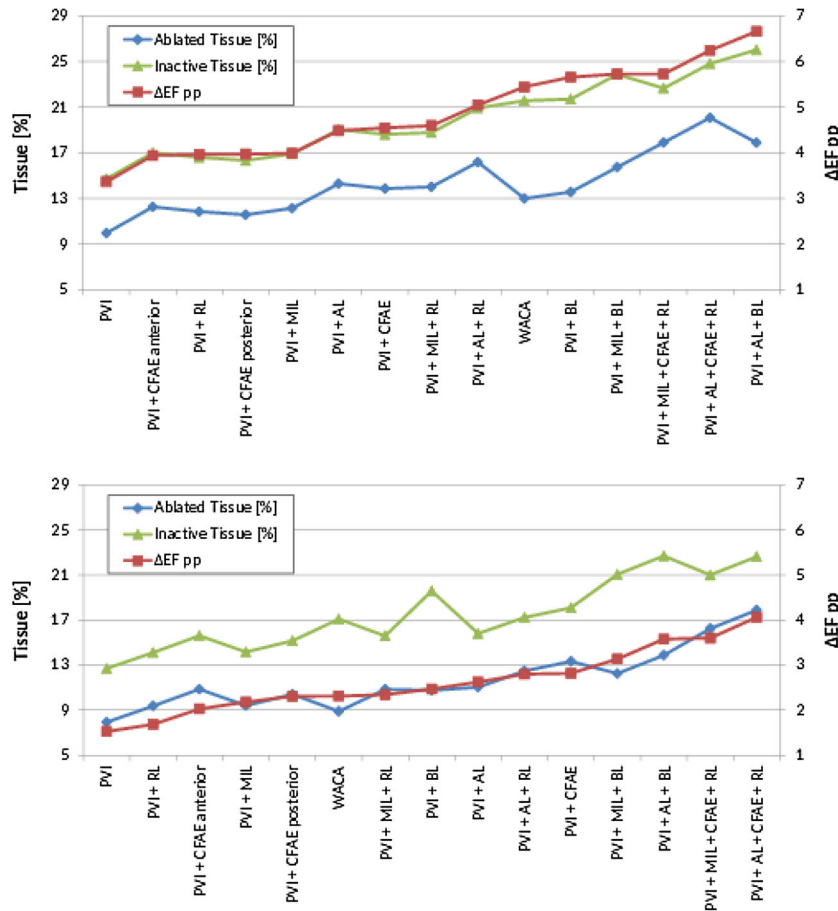 29
25
21
17
13
9
5
Tissue [%]
Ablated Tissue [%]
Inactive Tissue [%]
ΔEF pp
7
6
5
4
3
2
1
ΔEF pp
PVI
PVI + CFAE anterior
PVI + RL
PVI + CFAE posterior
PVI + MIL
PVI + AL
PVI + CFAE
PVI + MIL + RL
PVI + AL + RL
WACA
PVI + BL
PVI + MIL + BL
PVI + MIL + CFAE + RL
PVI + AL + CFAE + RL
PVI + AL + BL
29
25
21
17
13
9
5
Tissue [%]
Ablated Tissue [%]
Inactive Tissue [%]
ΔEF pp
7
6
5
4
3
2
1
ΔEF pp
PVI
PVI + RL
PVI + CFAE anterior
PVI + MIL
PVI + CFAE posterior
WACA
PVI + MIL + RL
PVI + BL
PVI + AL
PVI + AL + RL
PVI + CFAE
PVI + MIL + BL
PVI + AL + BL
PVI + MIL + CFAE + RL
PVI + AL + CFAE + RL